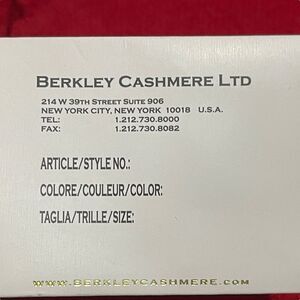 BERKLEY CASHMERE LTD
214 W 39TH STREET SUITE 906
NEW YORK CITY, NEW YORK 10018 U.S.A.
TEL: 1.212.730.8000
FAX: 1.212.730.8082
ARTICLE/STYLE NO.:
COLORE/COULEUR/COLOR:
TAGLIA/TRILLE/SIZE:
WWW.BERKLEYCASHMERE.COM